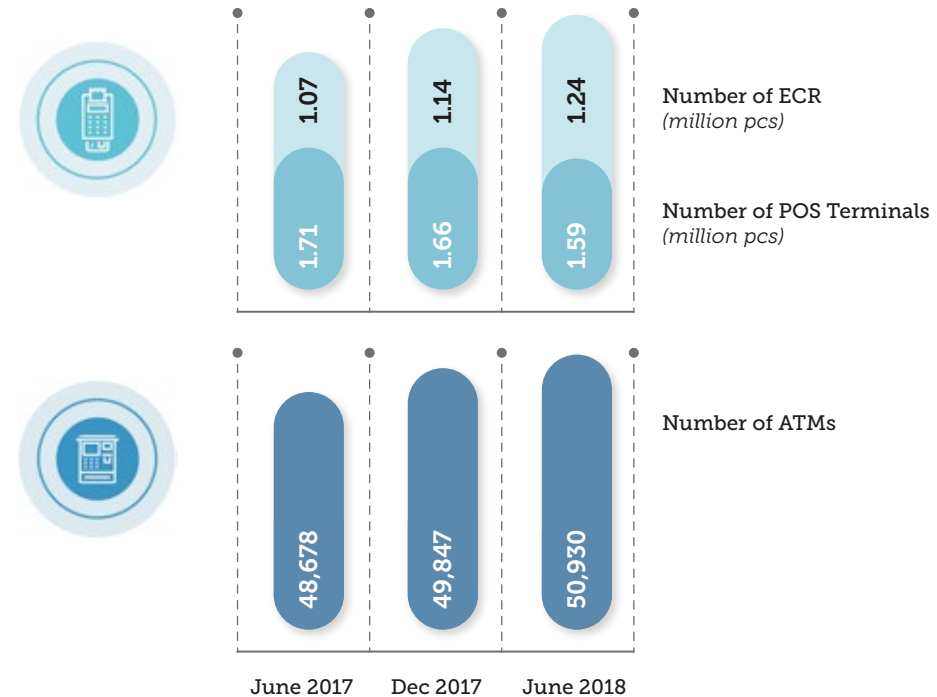 1.07
1.14
1.24
Number of ECR
(million pcs)
1.71
1.66
1.59
Number of POS Terminals
(million pcs)
48,678
49,847
50,930
Number of ATMs
June 2017
Dec 2017
June 2018